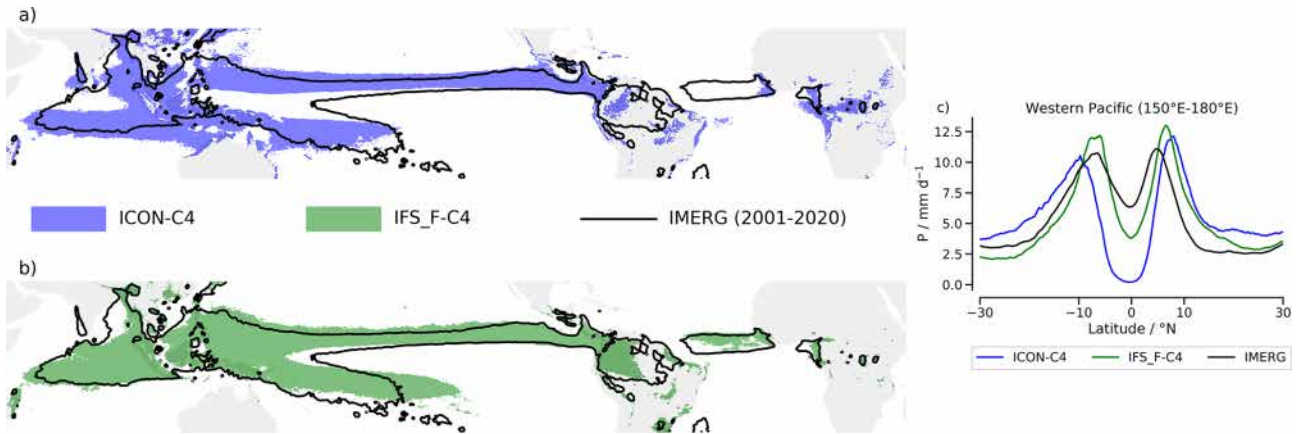 a)
ICON-C4
IFS_F-C4
IMERG (2001-2020)
b)
c)
Western Pacific (150°E-180°E)
12.5
10.0
7.5
5.0
2.5
0.0
P / mm d⁻¹
−30
−10
0
10
30
Latitude / °N
ICON-C4
IFS_F-C4
IMERG